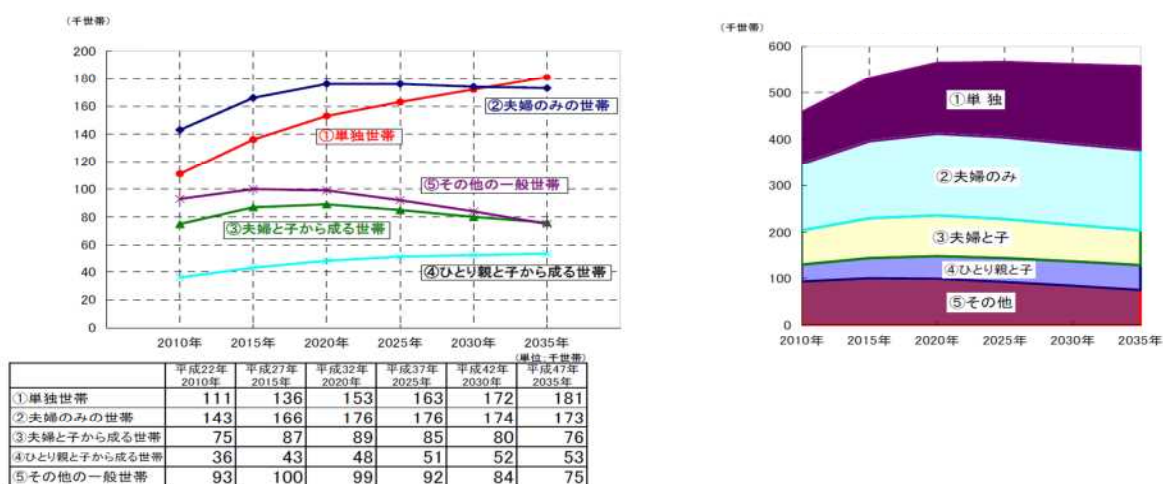 (千世帯)
200
180
160
140
120
100
80
60
40
20
0
②夫婦のみの世帯
①単独世帯
⑤その他の一般世帯
③夫婦と子から成る世帯
④ひとり親と子から成る世帯
2010年 2015年 2020年 2025年 2030年 2035年
(単位:千世帯)
平成22年 平成27年 平成32年 平成37年 平成42年 平成47年
2010年 2015年 2020年 2025年 2030年 2035年
①単独世帯 111 136 153 163 172 181
②夫婦のみの世帯 143 166 176 176 174 173
③夫婦と子から成る世帯 75 87 89 85 80 76
④ひとり親と子から成る世帯 36 43 48 51 52 53
⑤その他の一般世帯 93 100 99 92 84 75
(千世帯)
600
500
400
300
200
100
0
①単 独
②夫婦のみ
③夫婦と子
④ひとり親と子
⑤その他
2010年 2015年 2020年 2025年 2030年 2035年